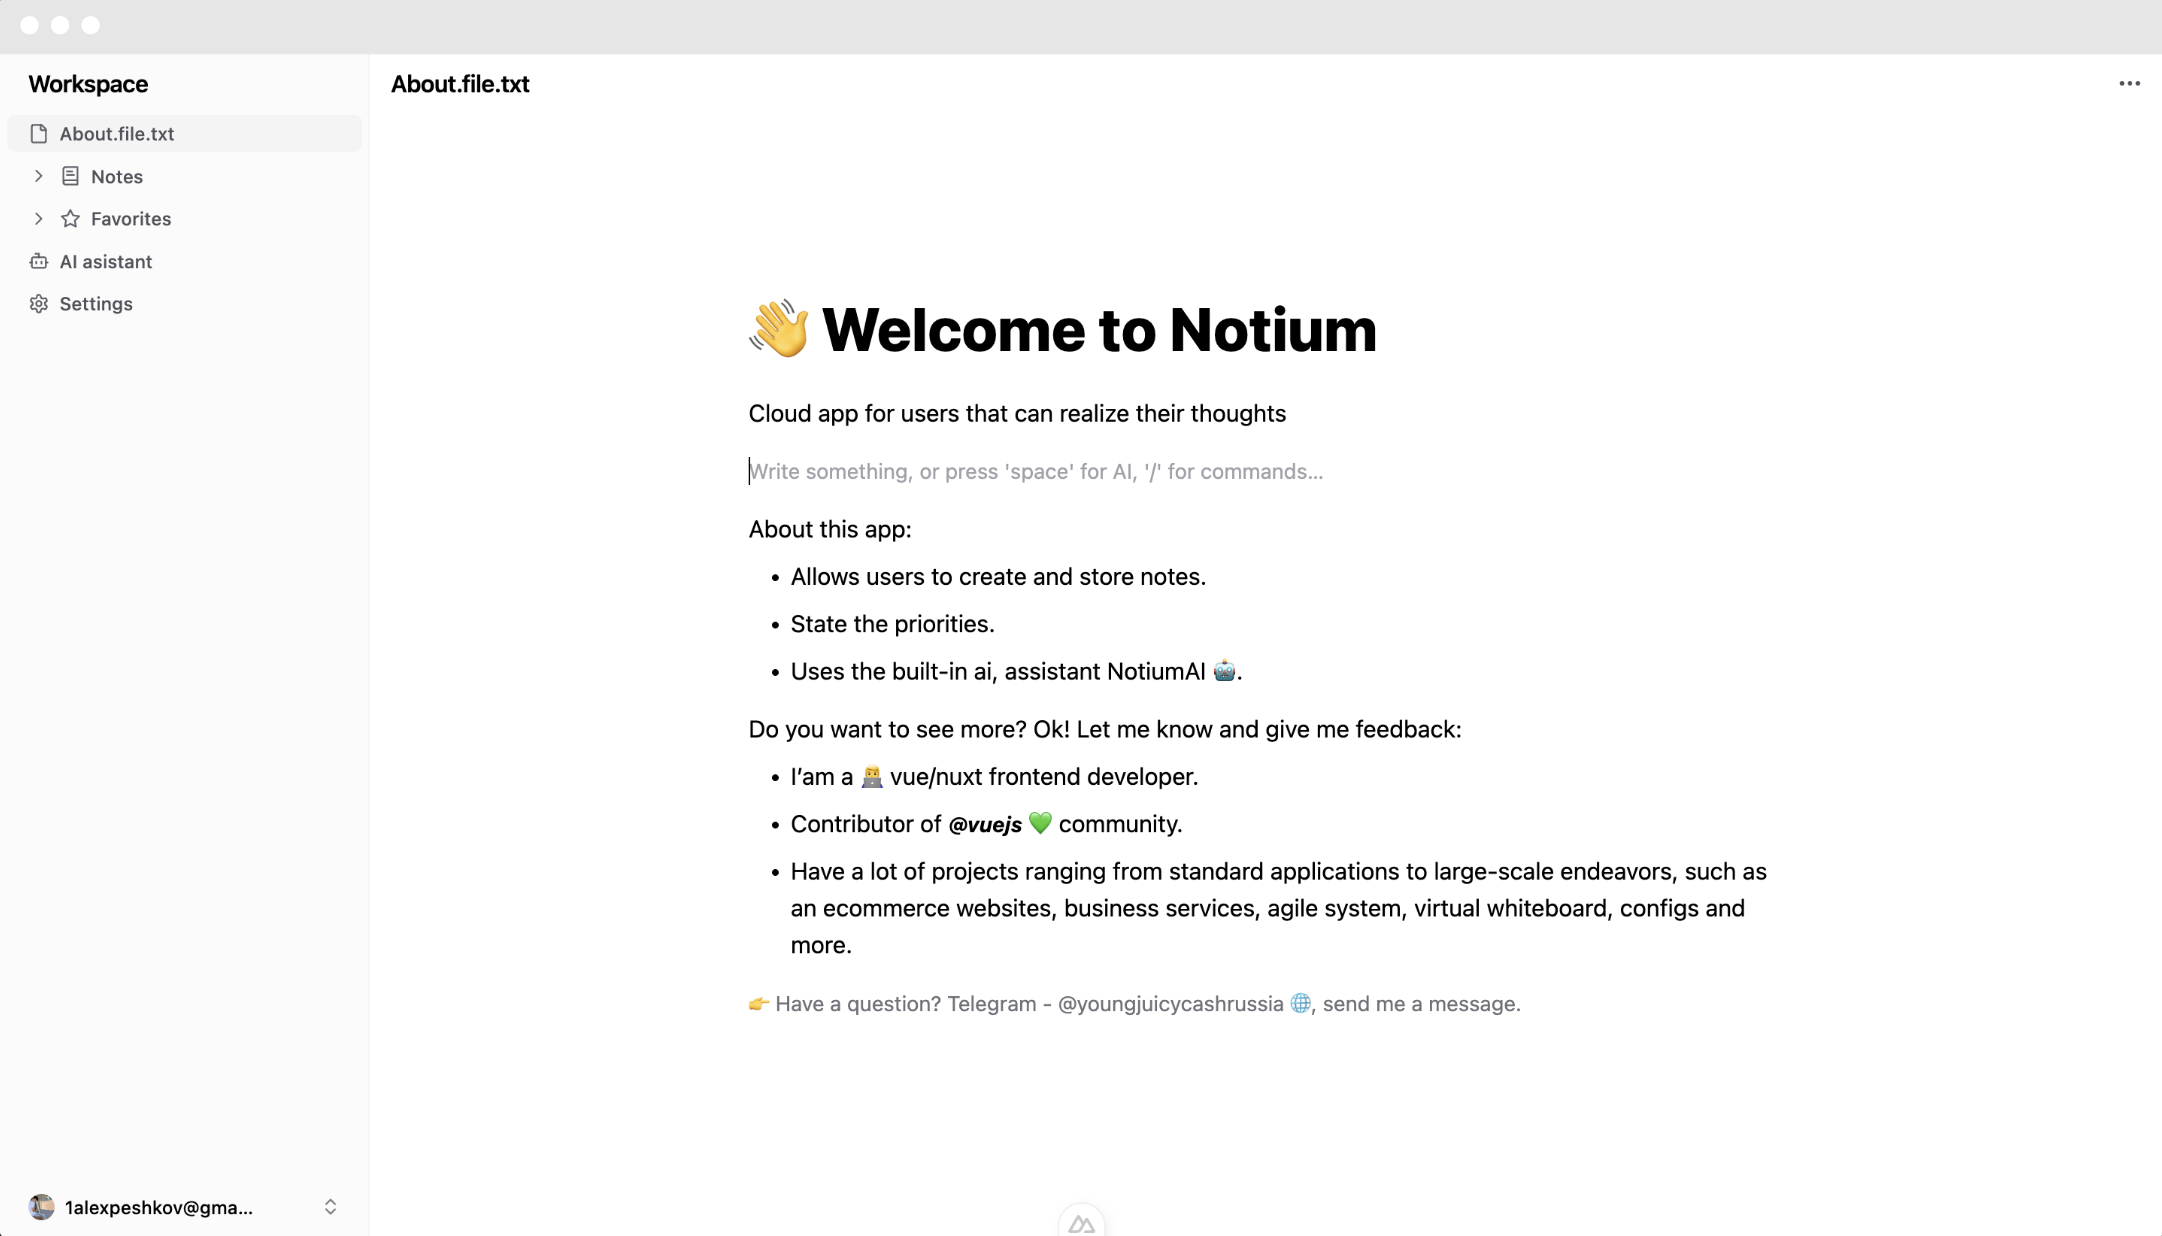 Workspace
About.file.txt
Notes
Favorites
AI asistant
Settings
1alexpeshkov@gma...
About.file.txt
👋 Welcome to Notium
Cloud app for users that can realize their thoughts
Write something, or press 'space' for AI, '/' for commands...
About this app:
• Allows users to create and store notes.
• State the priorities.
• Uses the built-in ai, assistant NotiumAI 🤖.
Do you want to see more? Ok! Let me know and give me feedback:
• I’am a 👨‍💻 vue/nuxt frontend developer.
• Contributor of @vuejs 💚 community.
• Have a lot of projects ranging from standard applications to large-scale endeavors, such as
an ecommerce websites, business services, agile system, virtual whiteboard, configs and
more.
👉 Have a question? Telegram - @youngjuicycashrussia 🌐, send me a message.